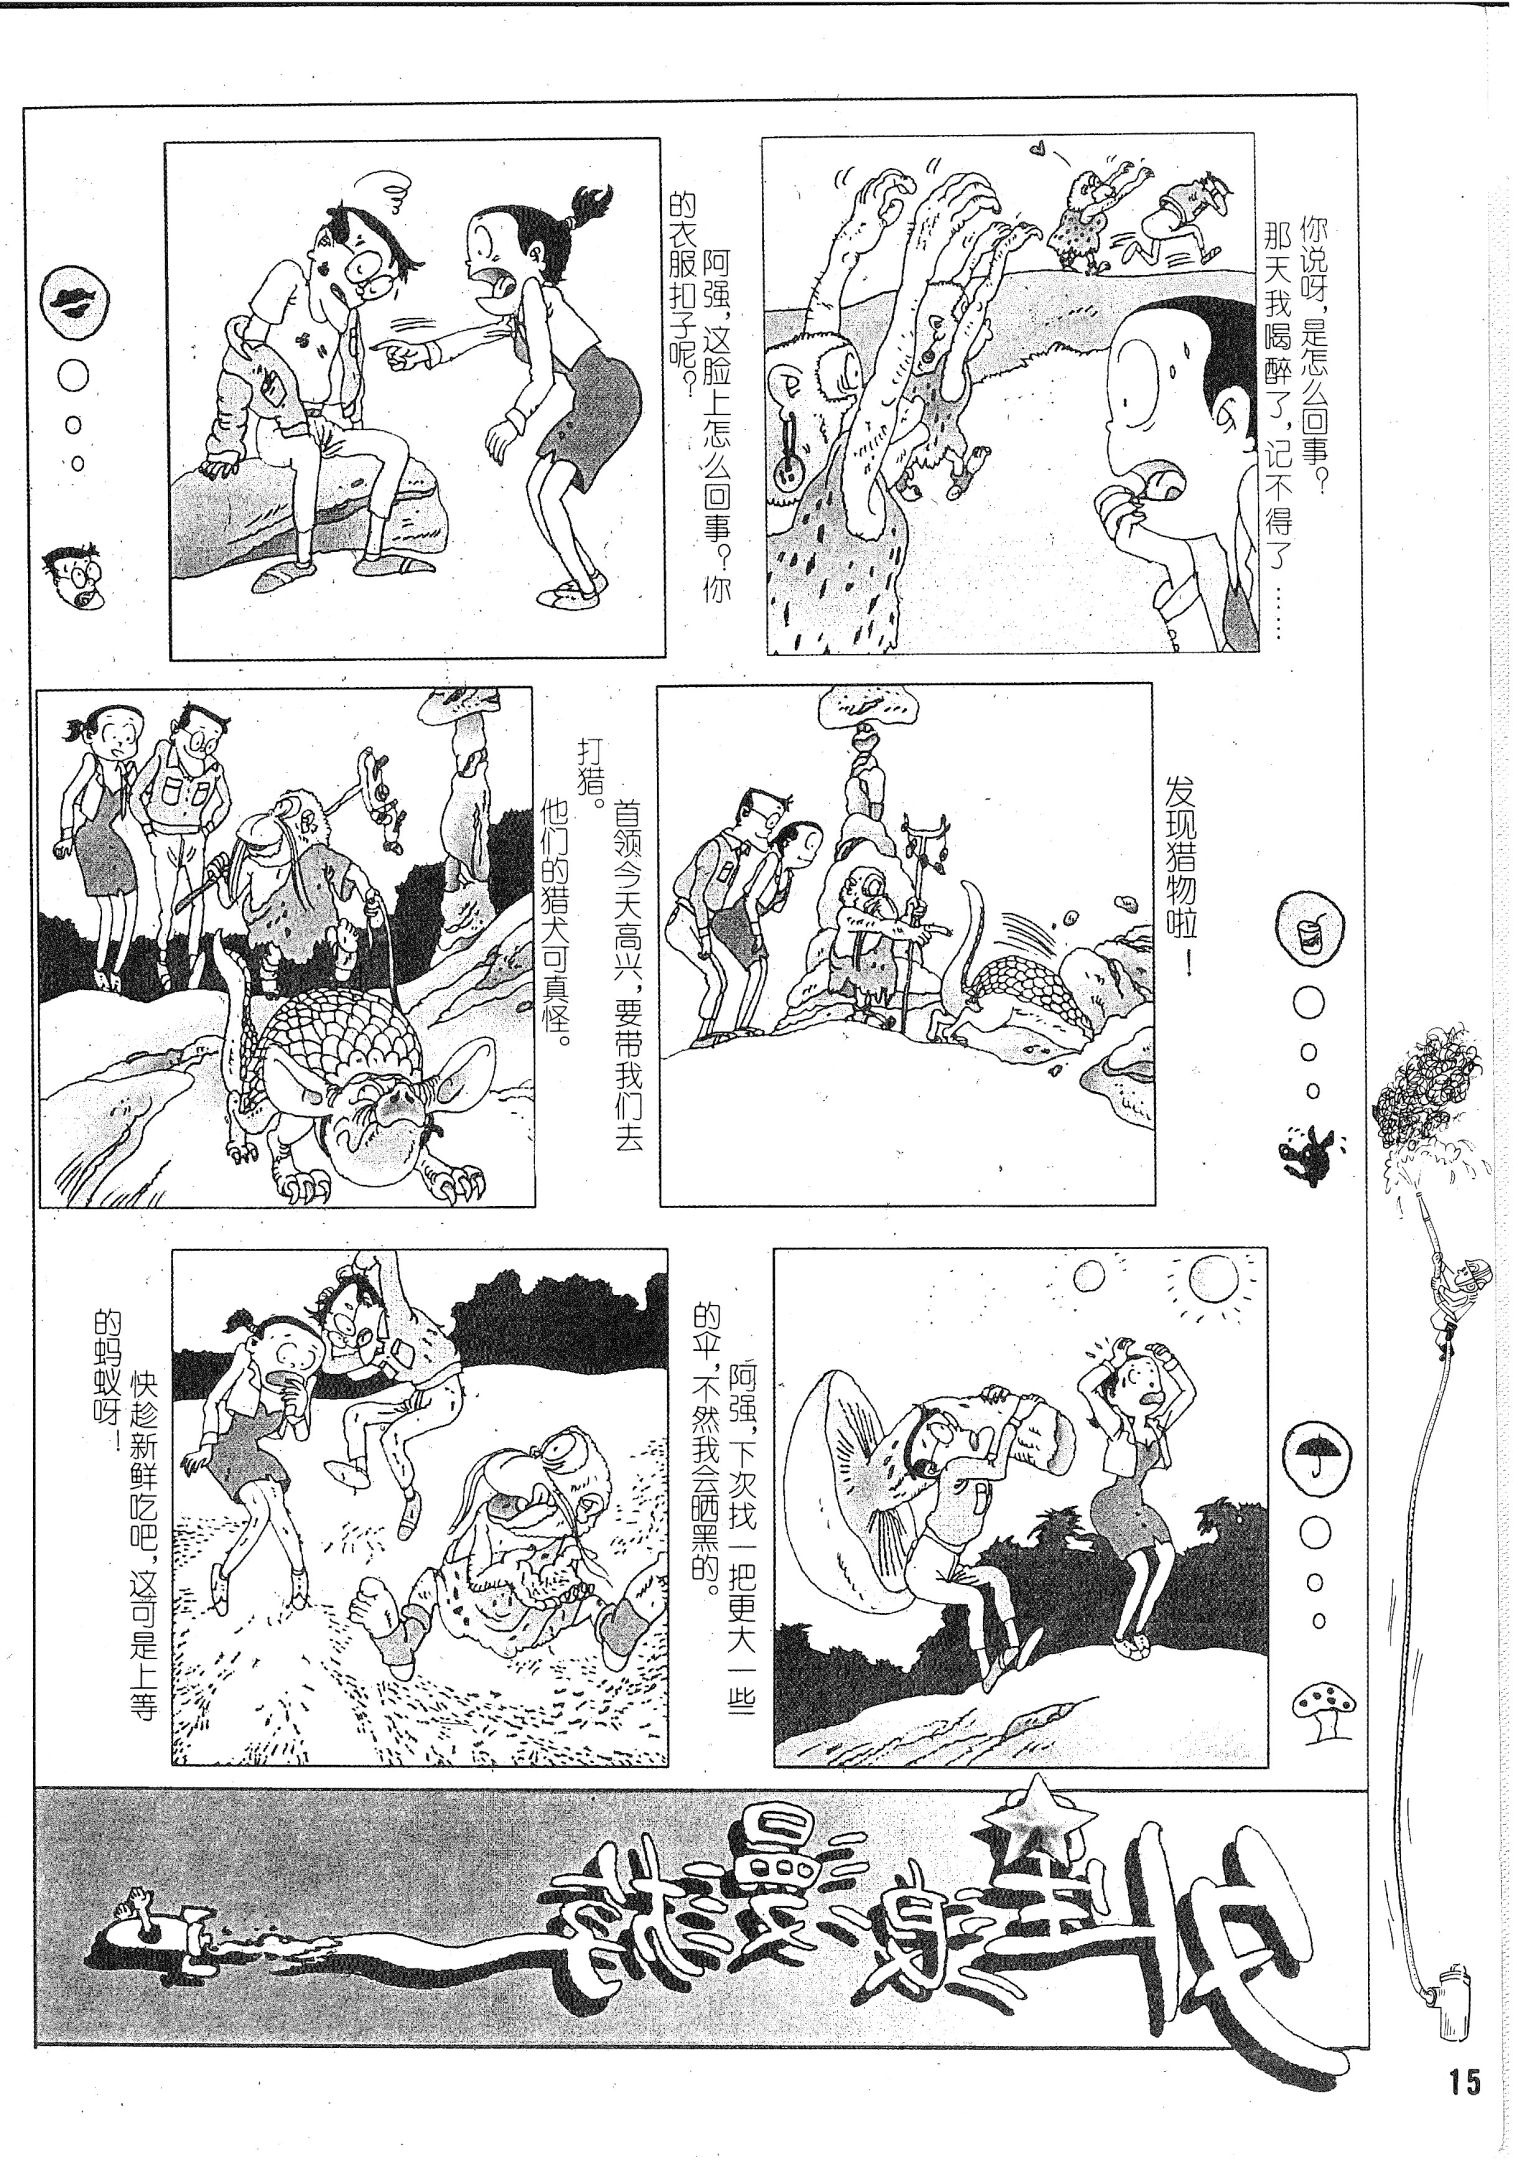 你说呀，是怎么回事？
那天我喝醉了，记不得了……
阿强，这脸上怎么回事？你
的衣服扣子呢？
发现猎物啦！
首领今天高兴，要带我们去
打猎。
他们的猎犬可真怪。
阿强，下次找一把更大一些
的伞，不然我会晒黑的。
快趁新鲜吃吧，这可是上等
的蚂蚁呀！
15